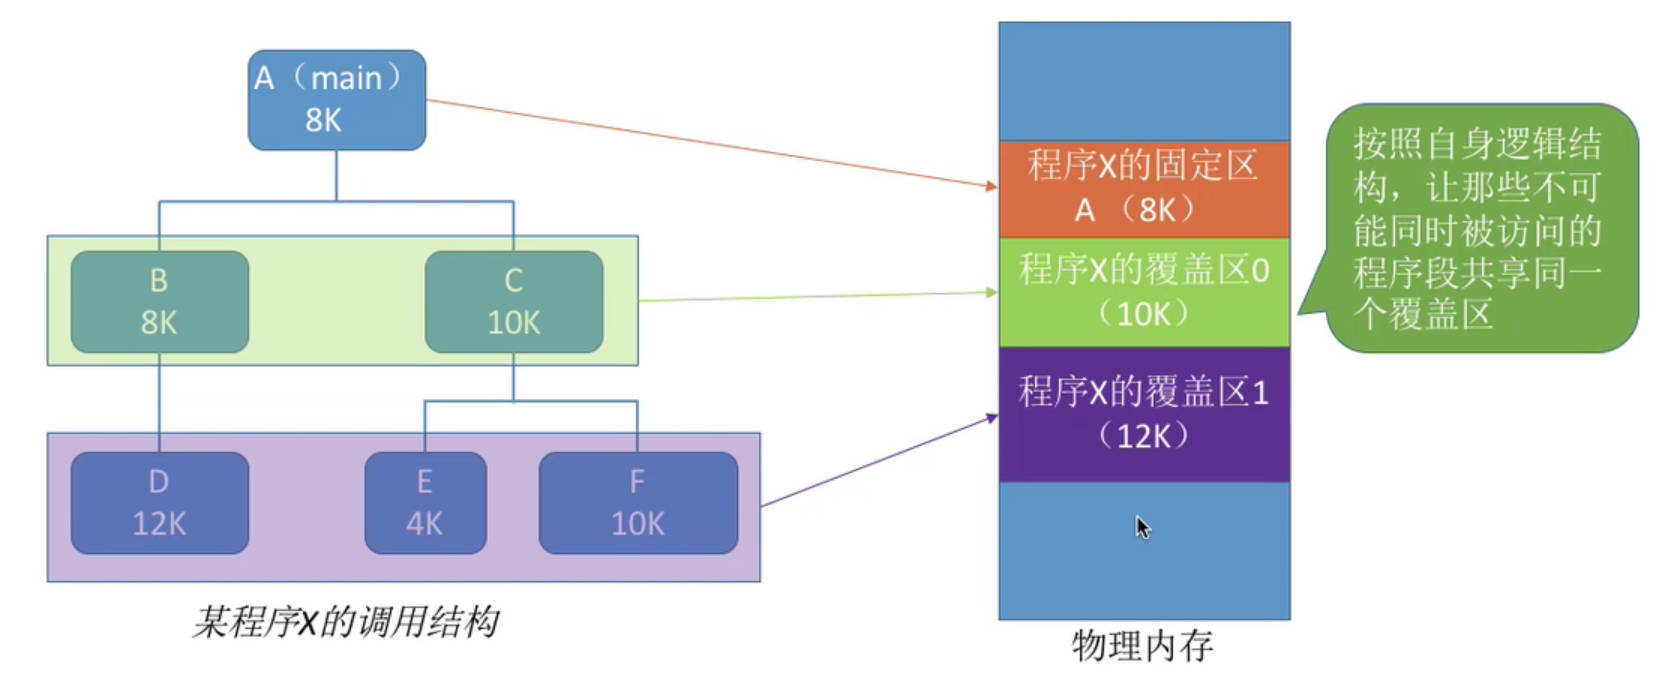 A（main）
8K
B
8K
C
10K
D
12K
E
4K
F
10K
某程序X的调用结构
程序X的固定区
A （8K）
程序X的覆盖区0
（10K）
程序X的覆盖区1
（12K）
物理内存
按照自身逻辑结
构，让那些不可
能同时被访问的
程序段共享同一
个覆盖区